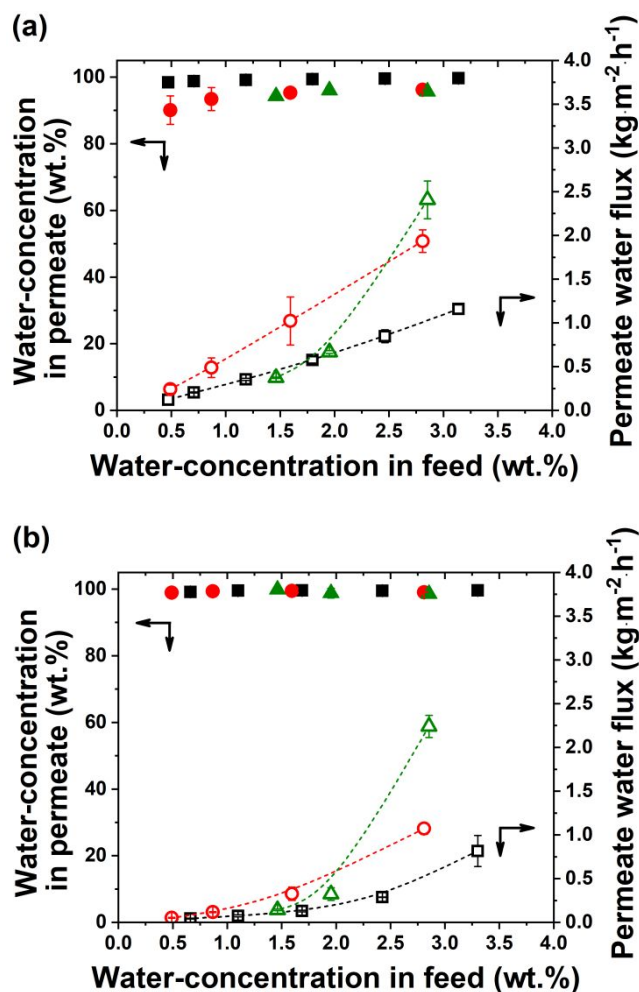 (a)
Water-concentration
in permeate (wt.%)
100
80
60
40
20
0
4.0
3.5
3.0
2.5
2.0
1.5
1.0
0.5
0.0
Permeate water flux (kg·m⁻²·h⁻¹)
0.0 0.5 1.0 1.5 2.0 2.5 3.0 3.5 4.0
Water-concentration in feed (wt.%)
(b)
Water-concentration
in permeate (wt.%)
100
80
60
40
20
0
4.0
3.5
3.0
2.5
2.0
1.5
1.0
0.5
0.0
Permeate water flux (kg·m⁻²·h⁻¹)
0.0 0.5 1.0 1.5 2.0 2.5 3.0 3.5 4.0
Water-concentration in feed (wt.%)